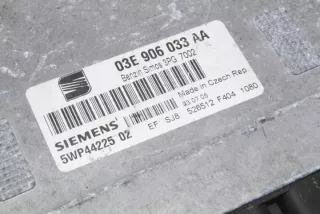 03E 906 033 AA
Benzin Simos 3PG 7002
Made in Czech Rep.
SIEMENS
5WP44225 02
EF SJ8 S26512 F404 1080